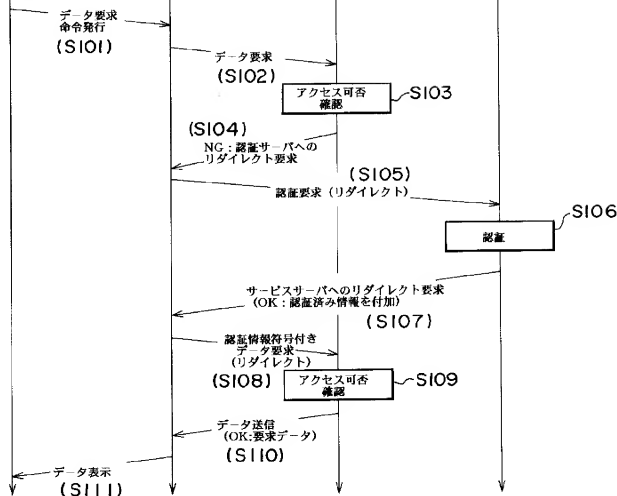 データ要求
命令発行
(S101)
データ要求
(S102)
アクセス可否
確認
S103
(S104)
NG:認証サーバへの
リダイレクト要求
(S105)
認証要求(リダイレクト)
S106
認証
サービスサーバへのリダイレクト要求
(OK:認証済み情報を付加)
(S107)
認証情報符号付き
データ要求
(リダイレクト)
(S108)
アクセス可否
確認
S109
データ送信
(OK:要求データ)
(S110)
データ表示
(S111)